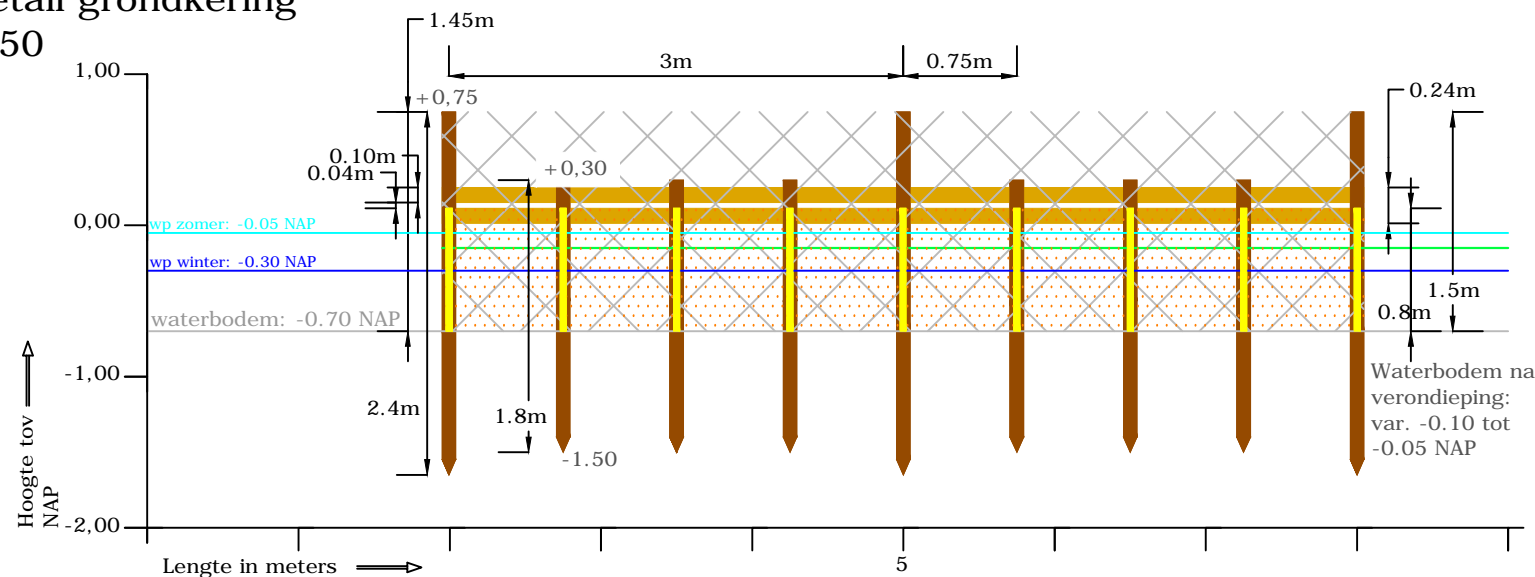 etail grondkering
50
1.45m
1,00
3m
0.75m
+0,75
0.24m
0.10m
0.04m
+0,30
0,00
wp zomer: -0.05 NAP
wp winter: -0.30 NAP
1.5m
0.8m
waterbodem: -0.70 NAP
-1,00
2.4m
1.8m
-1.50
Waterbodem na
verondieping:
var. -0.10 tot
-0.05 NAP
Hoogte tov
NAP
-2,00
Lengte in meters
5